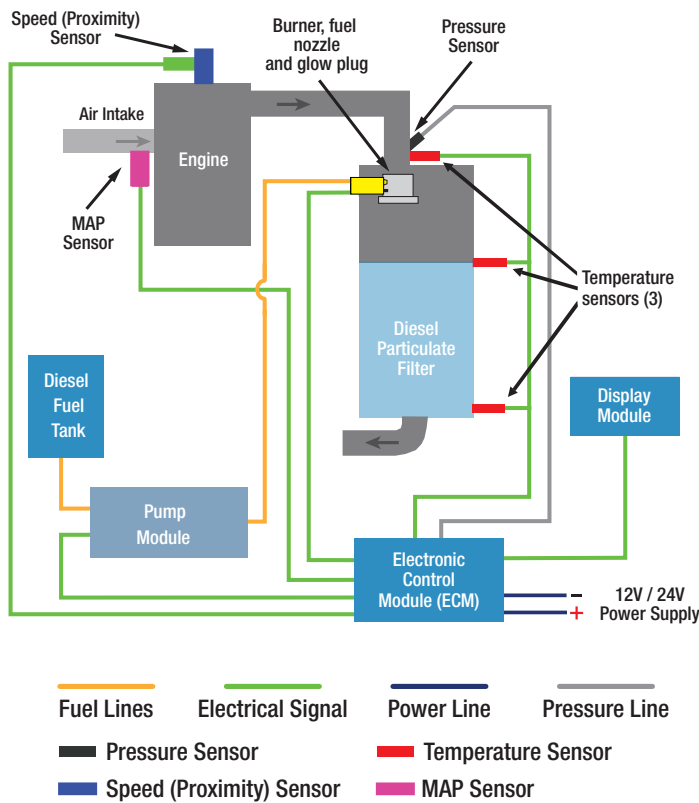 Speed (Proximity)
Sensor
Burner, fuel
nozzle
and glow plug
Pressure
Sensor
Air Intake
Engine
MAP
Sensor
Temperature
sensors (3)
Diesel
Particulate
Filter
Diesel
Fuel
Tank
Display
Module
Pump
Module
Electronic
Control
Module (ECM)
- 12V / 24V
+ Power Supply
Fuel Lines
Electrical Signal
Power Line
Pressure Line
Pressure Sensor
Temperature Sensor
Speed (Proximity) Sensor
MAP Sensor